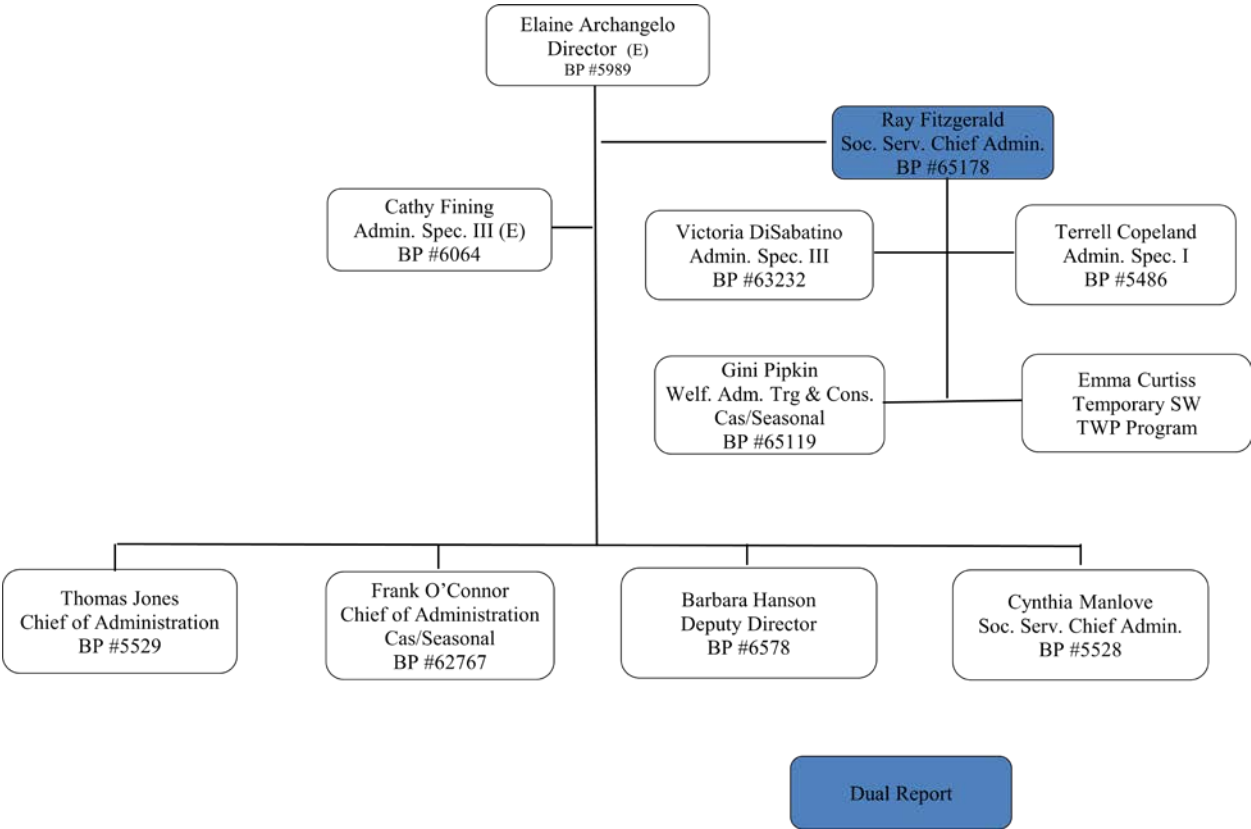 Elaine Archangelo
Director (E)
BP #5989
Ray Fitzgerald
Soc. Serv. Chief Admin.
BP #65178
Cathy Fining
Admin. Spec. III (E)
BP #6064
Victoria DiSabatino
Admin. Spec. III
BP #63232
Terrell Copeland
Admin. Spec. I
BP #5486
Gini Pipkin
Welf. Adm. Trg & Cons.
Cas/Seasonal
BP #65119
Emma Curtiss
Temporary SW
TWP Program
Thomas Jones
Chief of Administration
BP #5529
Frank O’Connor
Chief of Administration
Cas/Seasonal
BP #62767
Barbara Hanson
Deputy Director
BP #6578
Cynthia Manlove
Soc. Serv. Chief Admin.
BP #5528
Dual Report